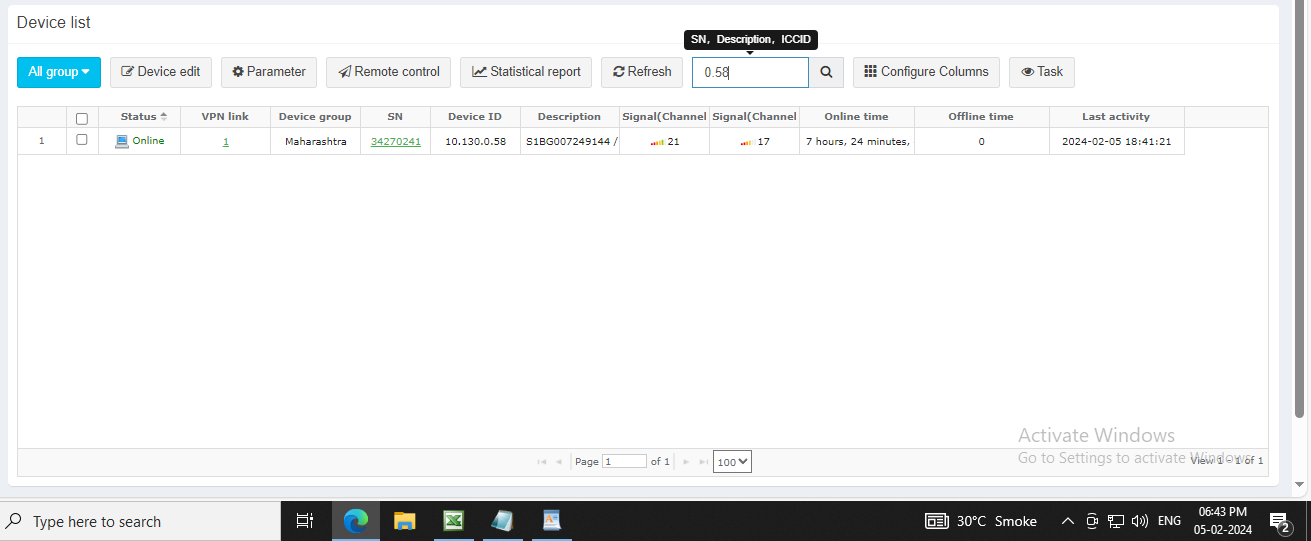 Device list
SN, Description, ICCID
All group Device edit Parameter Remote control Statistical report Refresh 0.58 Configure Columns Task
Status VPN link Device group SN Device ID Description Signal(Channel Signal(Channel Online time Offline time Last activity
1 Online 1 Maharashtra 34270241 10.130.0.58 S1BG007249144 / 21 17 7 hours, 24 minutes, 0 2024-02-05 18:41:21
Activate Windows
Go to Settings to activate Windows.
Page 1 of 1 100 View 1 - 1 of 1
Type here to search 30°C Smoke ENG 06:43 PM
05-02-2024 2